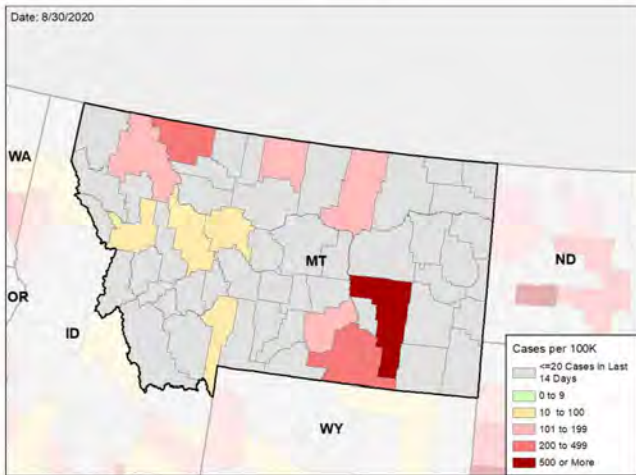 Date: 8/30/2020
WA
MT
ND
OR
ID
WY
Cases per 100K
<=20 Cases in Last
14 Days
0 to 9
10 to 100
101 to 199
200 to 499
500 or More